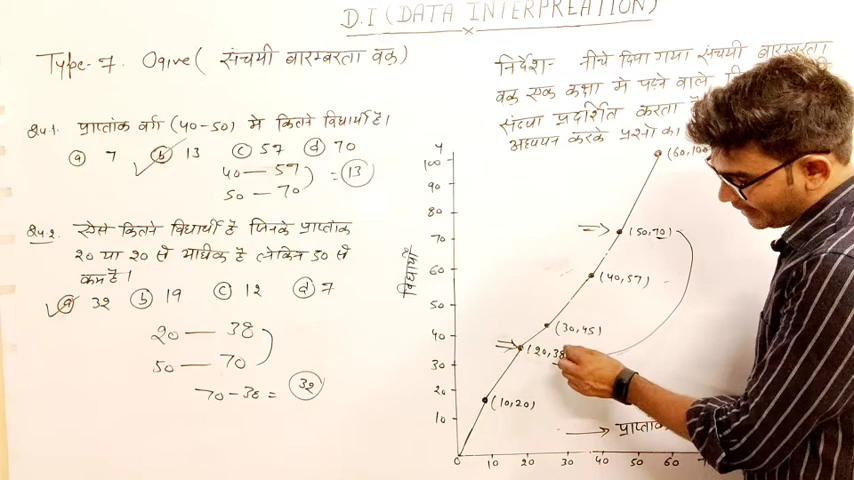 D.I (DATA INTERPREATION)
Type-7. Ogive ( संचयी बारम्बरता वक्र)
निर्देश- नीचे दिया गया संचयी बारम्बरता
वक्र एक कक्षा मे पढ़ने वाले
संख्या प्रदर्शित करता है
अध्ययन करके प्रश्नो का
प्रश्न1. प्राप्तांक वर्ग (40-50) मे कितने विद्यार्थी है।
ⓐ 7 ⓑ 13 ⓒ 57 ⓓ 70
40 — 57
50 — 70
= 13
प्रश्न2. ऐसे कितने विद्यार्थी है जिनके प्राप्तांक
20 या 20 से अधिक है लेकिन 50 से
कम है।
ⓐ 32 ⓑ 19 ⓒ 12 ⓓ 7
20 — 38
50 — 70
70-38 = 32
Y
100
90
80
70
60
50
40
30
20
10
विद्यार्थी
(60,100)
(50,70)
(40,57)
(30,45)
(20,38
(10,20)
0 10 20 30 40 50 60